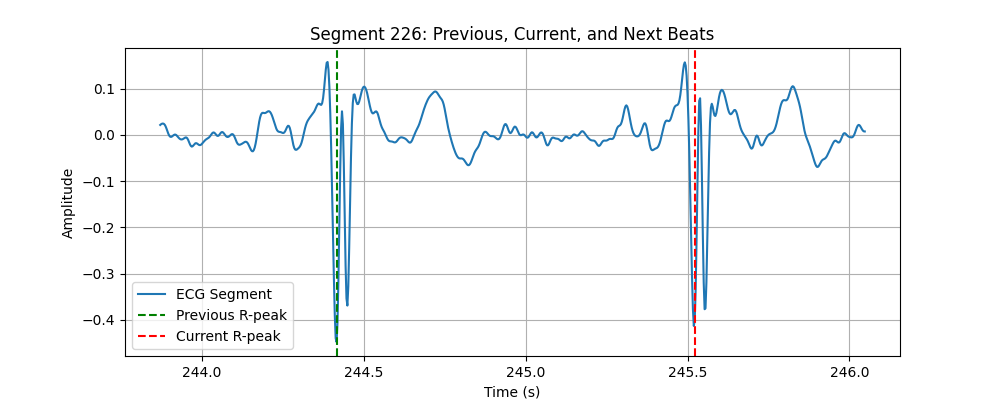 Segment 226: Previous, Current, and Next Beats
Amplitude
0.1
0.0
−0.1
−0.2
−0.3
−0.4
ECG Segment
Previous R-peak
Current R-peak
244.0 244.5 245.0 245.5 246.0
Time (s)